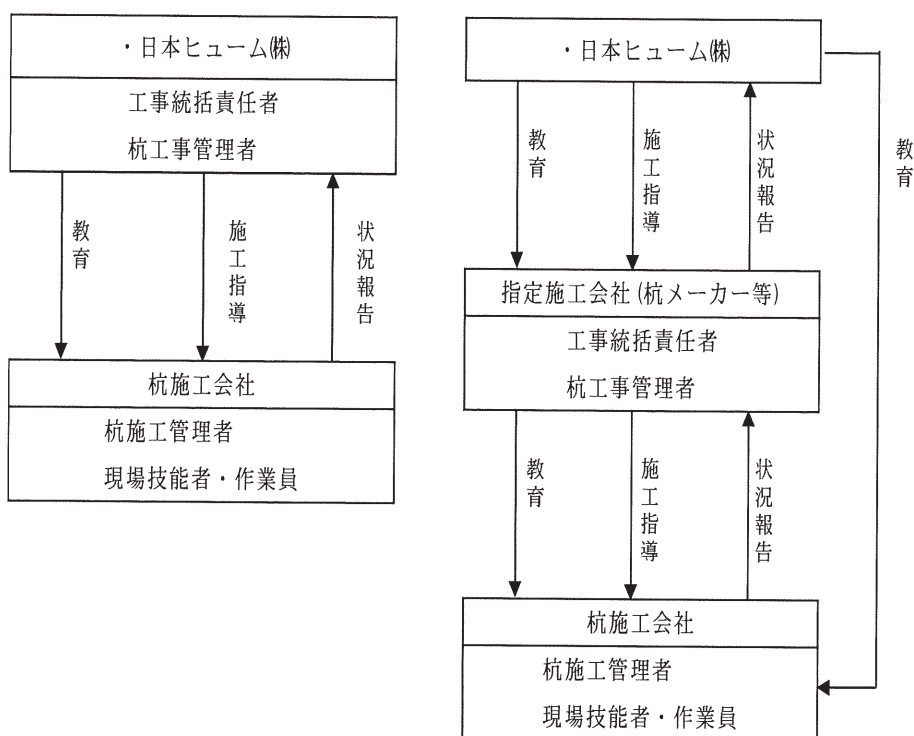 ・日本ヒューム㈱
工事統括責任者
杭工事管理者
教育
施工指導
状況報告
杭施工会社
杭施工管理者
現場技能者・作業員
・日本ヒューム㈱
教育
施工指導
状況報告
教育
指定施工会社(杭メーカー等)
工事統括責任者
杭工事管理者
教育
施工指導
状況報告
杭施工会社
杭施工管理者
現場技能者・作業員